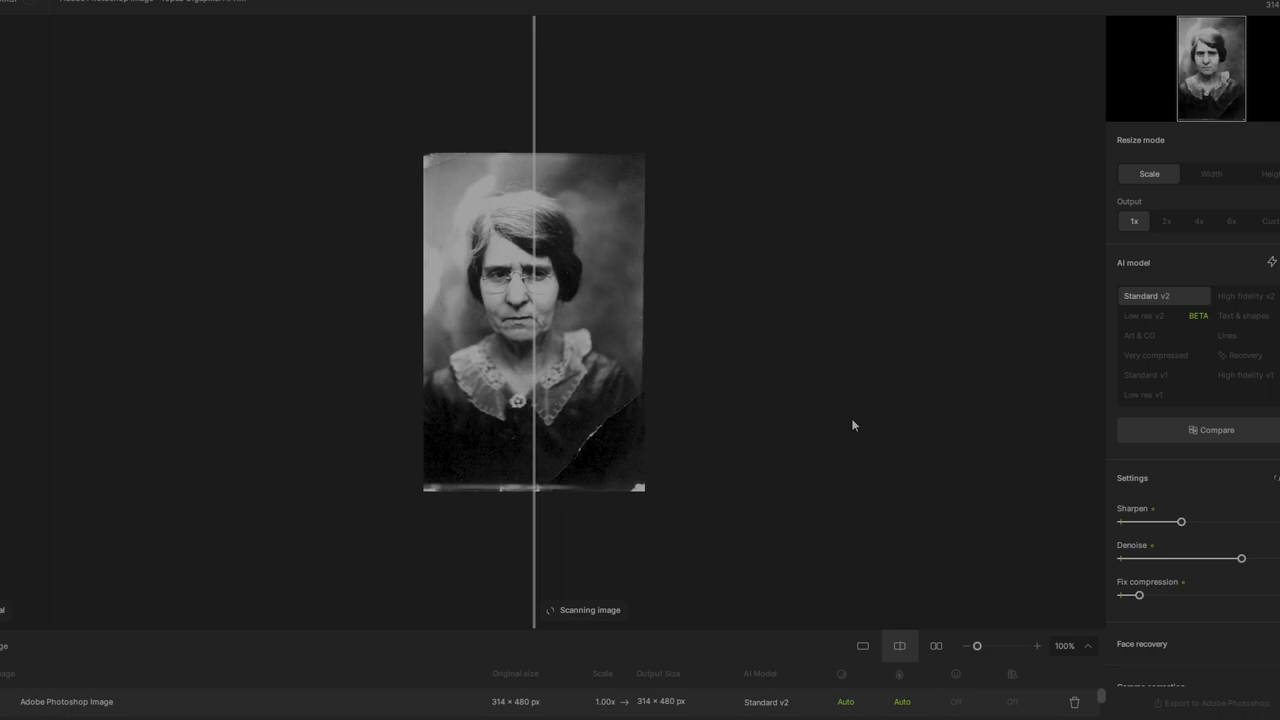 314
Resize mode
Scale Width
Output
1x 2x 4x 6x
AI model
Standard v2 High fidelity v2
Low res v2 BETA Text & shapes
Art & CG Lines
Very compressed Recovery
Standard v1 High fidelity v1
Low res v1
Compare
Settings
Sharpen
Denoise
Fix compression
Scanning image
100%
Face recovery
Original size Scale Output Size AI Model
Adobe Photoshop Image 314 × 480 px 1.00x → 314 × 480 px Standard v2 Auto Auto Off Off
Export to Adobe Photoshop